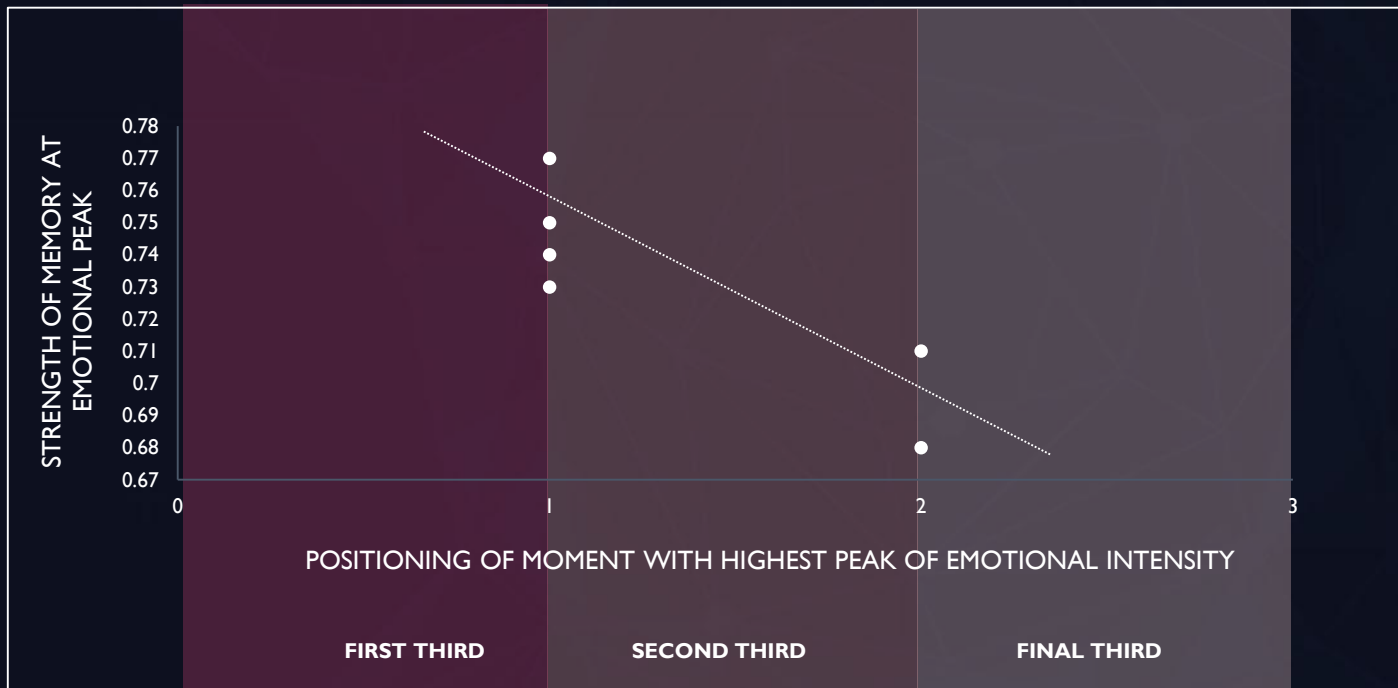 STRENGTH OF MEMORY AT
EMOTIONAL PEAK
0.78
0.77
0.76
0.75
0.74
0.73
0.72
0.71
0.7
0.69
0.68
0.67
0 1 2 3
POSITIONING OF MOMENT WITH HIGHEST PEAK OF EMOTIONAL INTENSITY
FIRST THIRD SECOND THIRD FINAL THIRD